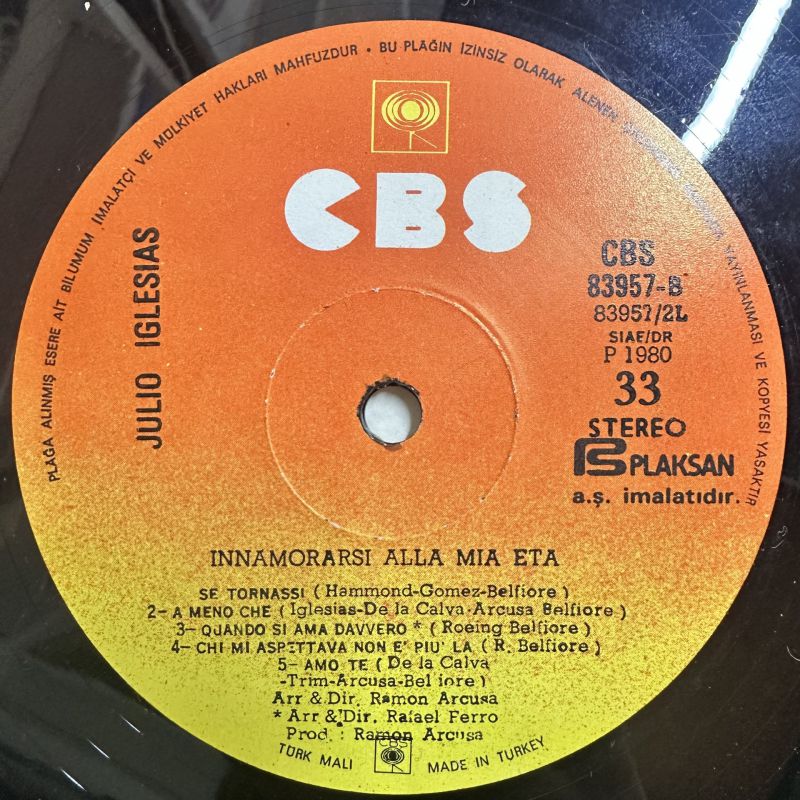 PLAĞA ALINMIŞ ESERE AİT BİLUMUM İMALATÇI VE MÜLKİYET HAKLARI MAHFUZDUR • BU PLAĞIN İZİNSİZ OLARAK ALENEN YAYINLANMASI VE KOPYESİ YASAKTIR
CBS
JULIO IGLESIAS
CBS
83957-B
83957/2L
SIAE/DR
P 1980
33
STEREO
PLAKSAN
a.ş. imalatıdır.
INNAMORARSI ALLA MIA ETA
SE TORNASSI (Hammond-Gomez-Belfiore)
2- A MENO CHE (Iglesias-De la Calva-Arcusa Belfiore)
3- QUANDO SI AMA DAVVERO * (Roeing Belfiore)
4- CHI MI ASPETTAVA NON E' PIU' LA (R. Belfiore)
5- AMO TE (De la Calva
-Trim-Arcusa-Belfiore)
Arr & Dir. Ramon Arcusa
* Arr & Dir. Rafael Ferro
Prod. : Ramon Arcusa
CBS
TÜRK MALI MADE IN TURKEY